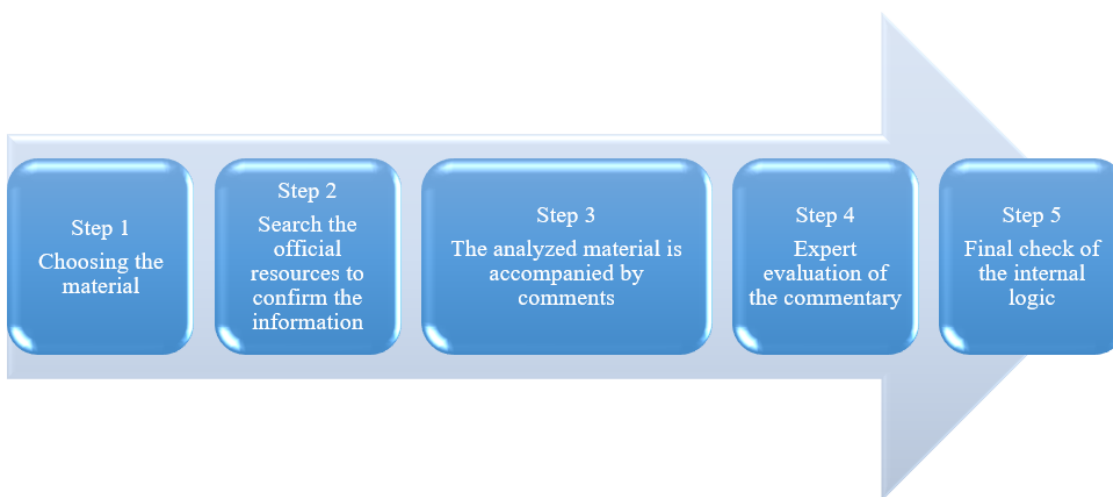 Step 1
Choosing the
material
Step 2
Search the
official
resources to
confirm the
information
Step 3
The analyzed material is
accompanied by
comments
Step 4
Expert
evaluation of
the commentary
Step 5
Final check of
the internal
logic